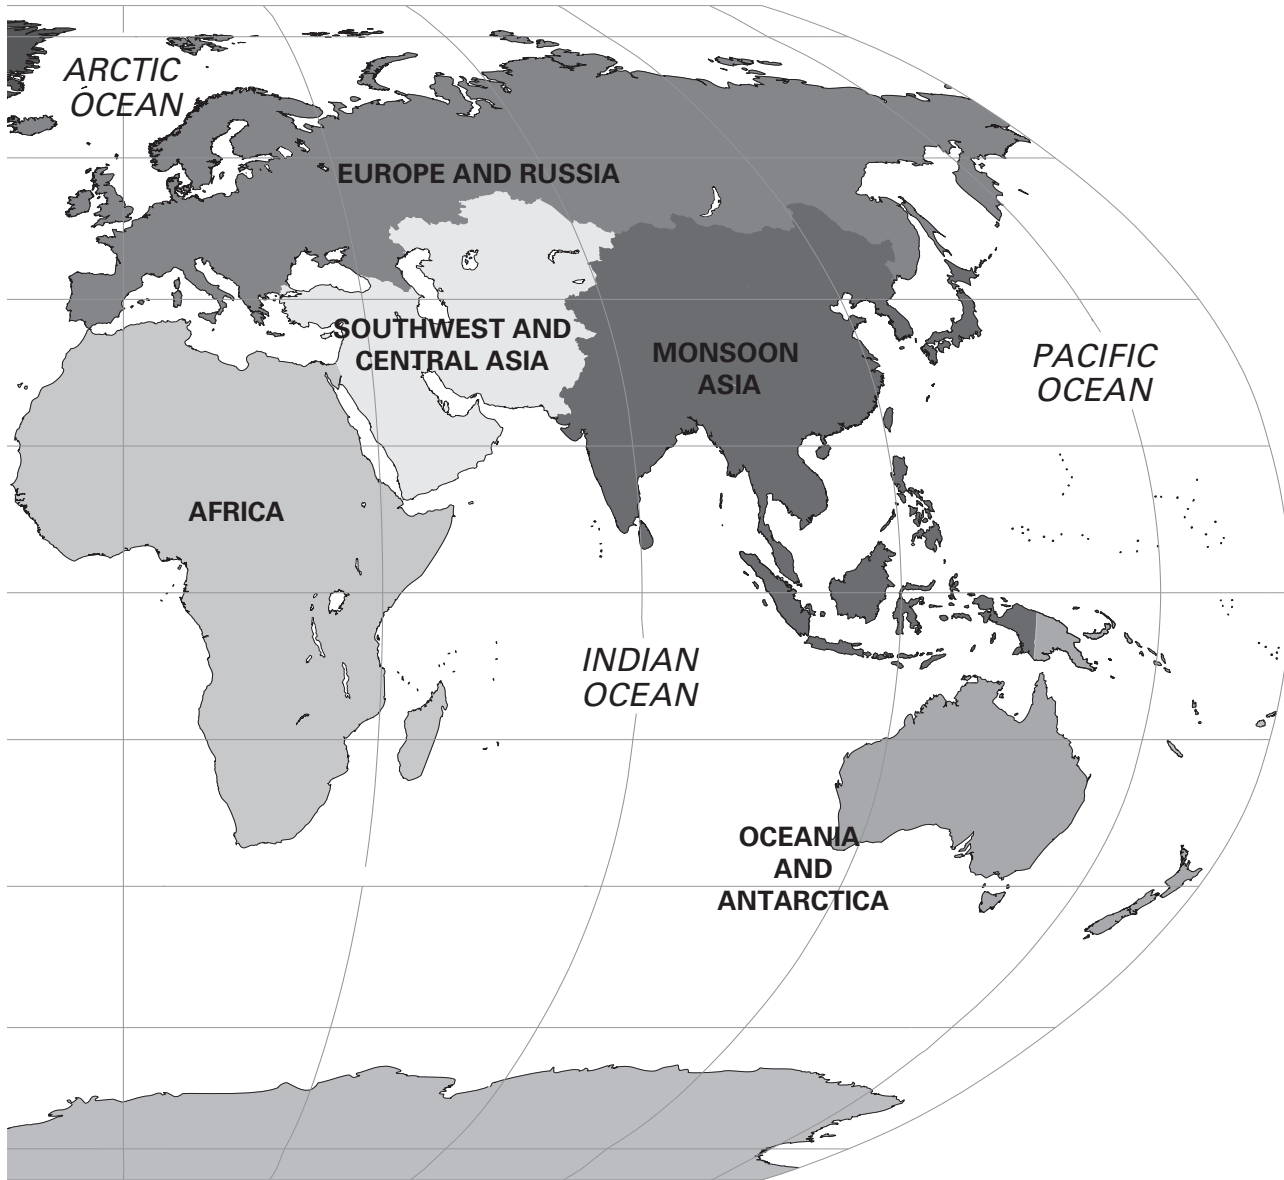 ARCTIC
OCEAN
EUROPE AND RUSSIA
SOUTHWEST AND
CENTRAL ASIA
MONSOON
ASIA
PACIFIC
OCEAN
AFRICA
INDIAN
OCEAN
OCEANIA
AND
ANTARCTICA